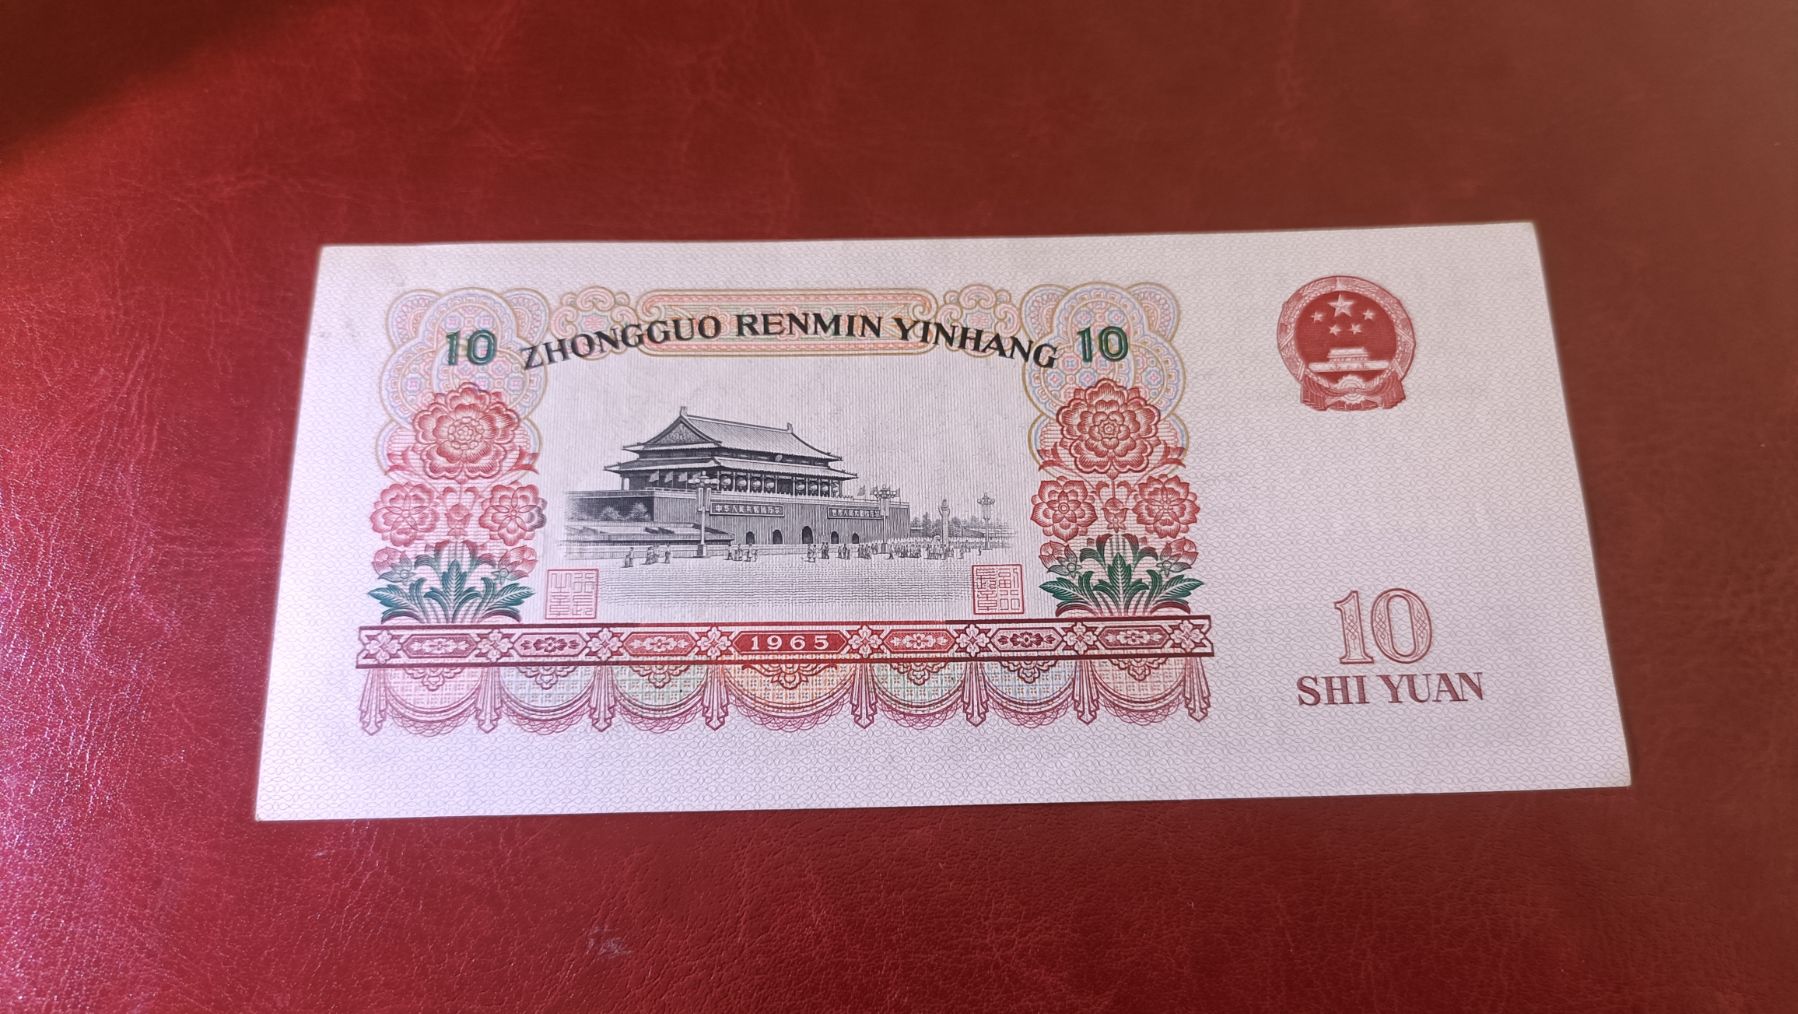 10 ZHONGGUO RENMIN YINHANG 10
1965
10
SHI YUAN